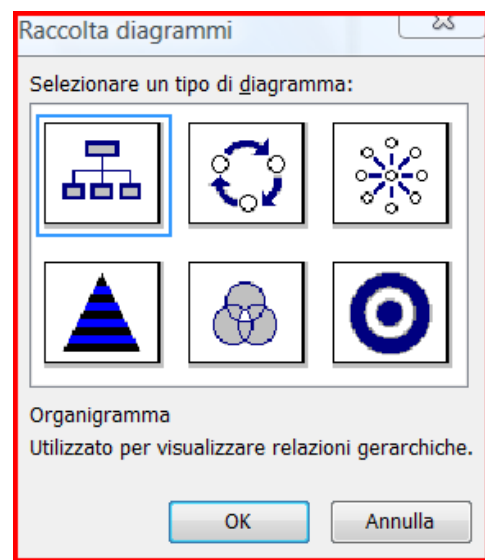 Raccolta diagrammi
Selezionare un tipo di diagramma:
Organigramma
Utilizzato per visualizzare relazioni gerarchiche.
OK
Annulla